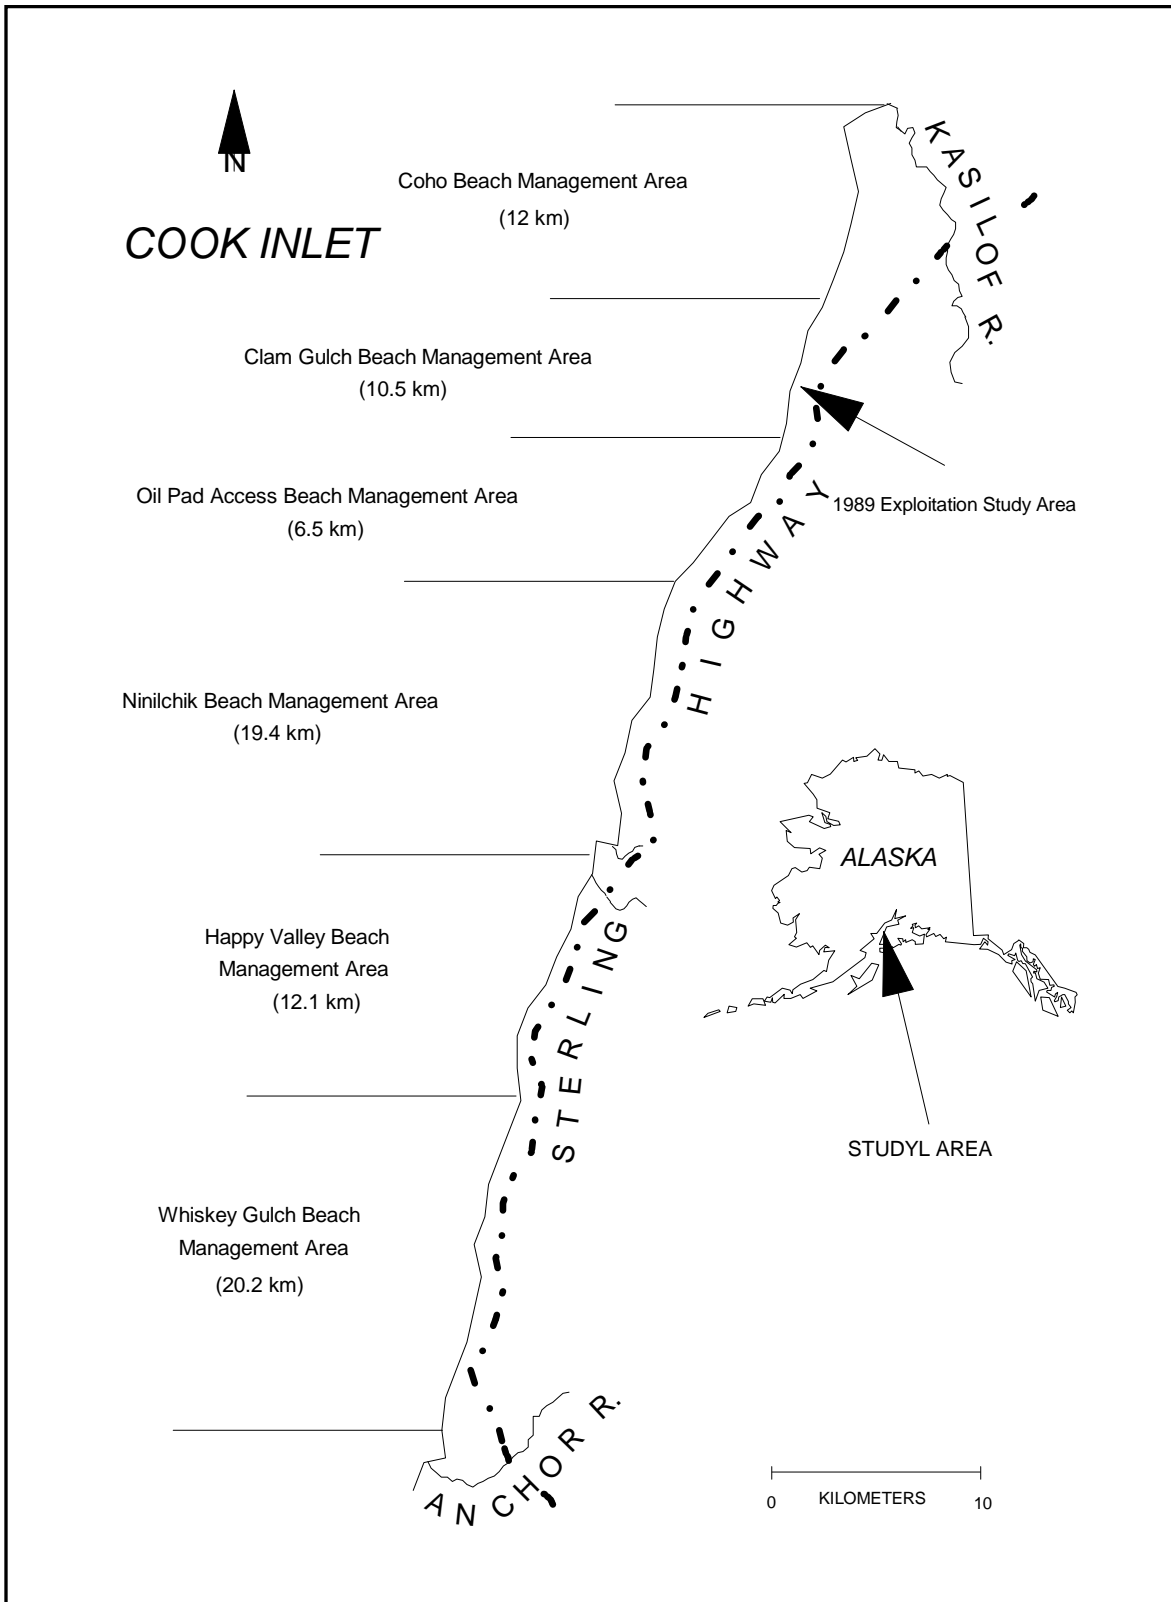 N
KASILOF R.
Coho Beach Management Area
(12 km)
COOK INLET
Clam Gulch Beach Management Area
(10.5 km)
Oil Pad Access Beach Management Area
(6.5 km)
1989 Exploitation Study Area
STERLING HIGHWAY
Ninilchik Beach Management Area
(19.4 km)
ALASKA
Happy Valley Beach
Management Area
(12.1 km)
STUDYL AREA
Whiskey Gulch Beach
Management Area
(20.2 km)
ANCHOR R.
0 KILOMETERS 10